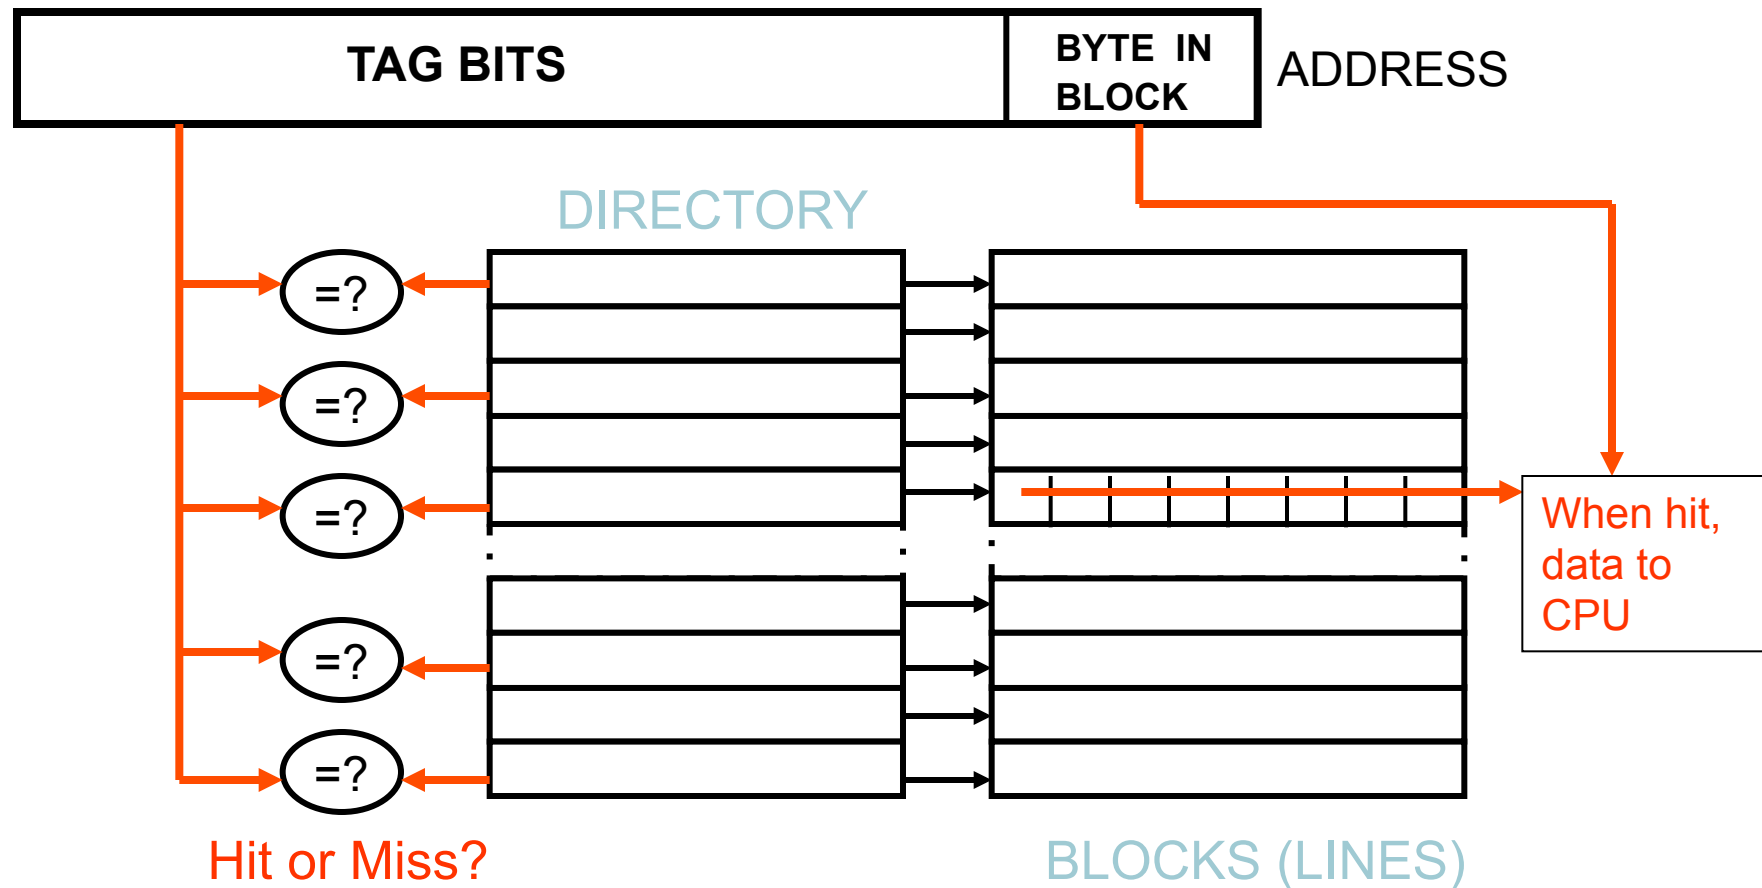 TAG BITS
BYTE IN
BLOCK
ADDRESS
DIRECTORY
=?
=?
=?
=?
=?
When hit,
data to
CPU
Hit or Miss?
BLOCKS (LINES)